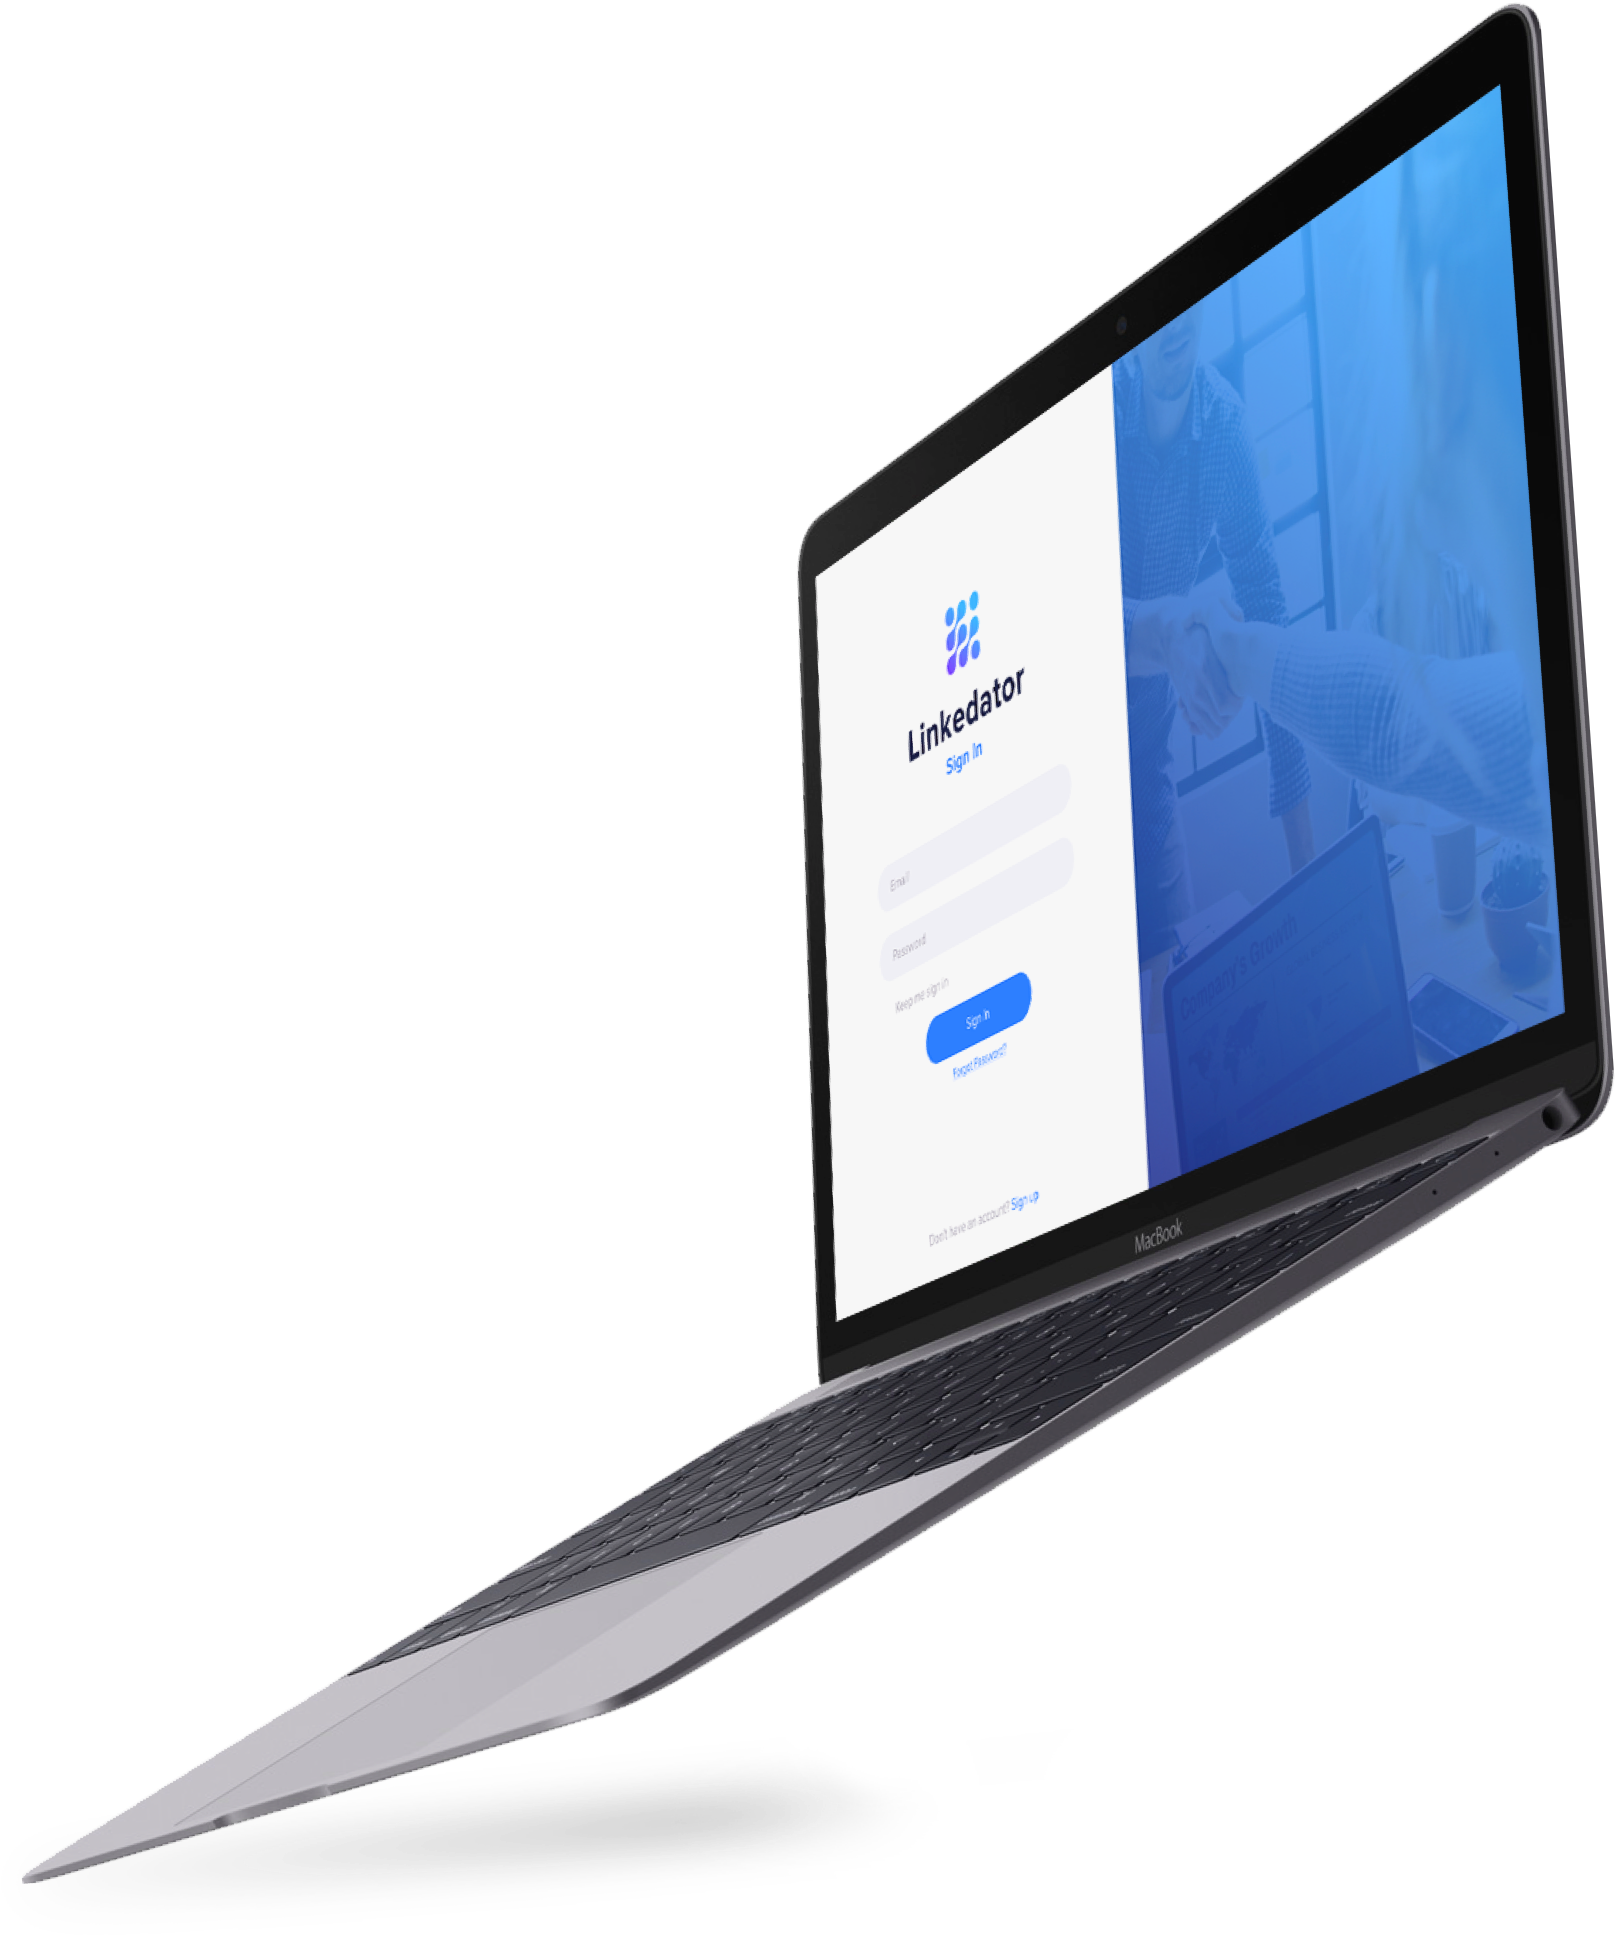 Linkedator
Sign In
Email
Password
Keep me sign in
Sign In
Forgot Password?
Don't have an account? Sign up
Company's Growth
MacBook